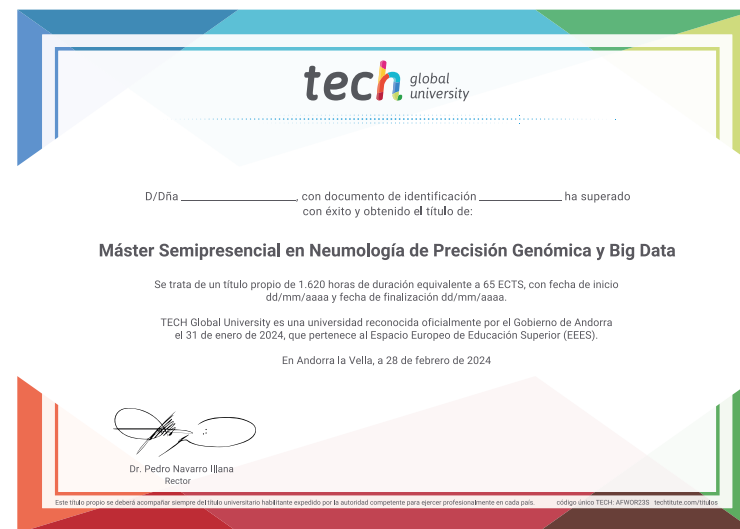 tech global university
D/Dña ____________________, con documento de identificación ______________ ha superado
con éxito y obtenido el título de:
Máster Semipresencial en Neumología de Precisión Genómica y Big Data
Se trata de un título propio de 1.620 horas de duración equivalente a 65 ECTS, con fecha de inicio
dd/mm/aaaa y fecha de finalización dd/mm/aaaa.
TECH Global University es una universidad reconocida oficialmente por el Gobierno de Andorra
el 31 de enero de 2024, que pertenece al Espacio Europeo de Educación Superior (EEES).
En Andorra la Vella, a 28 de febrero de 2024
Dr. Pedro Navarro Illana
Rector
Este título propio se deberá acompañar siempre del título universitario habilitante expedido por la autoridad competente para ejercer profesionalmente en cada país. código único TECH: AFWOR23S techtitute.com/titulos